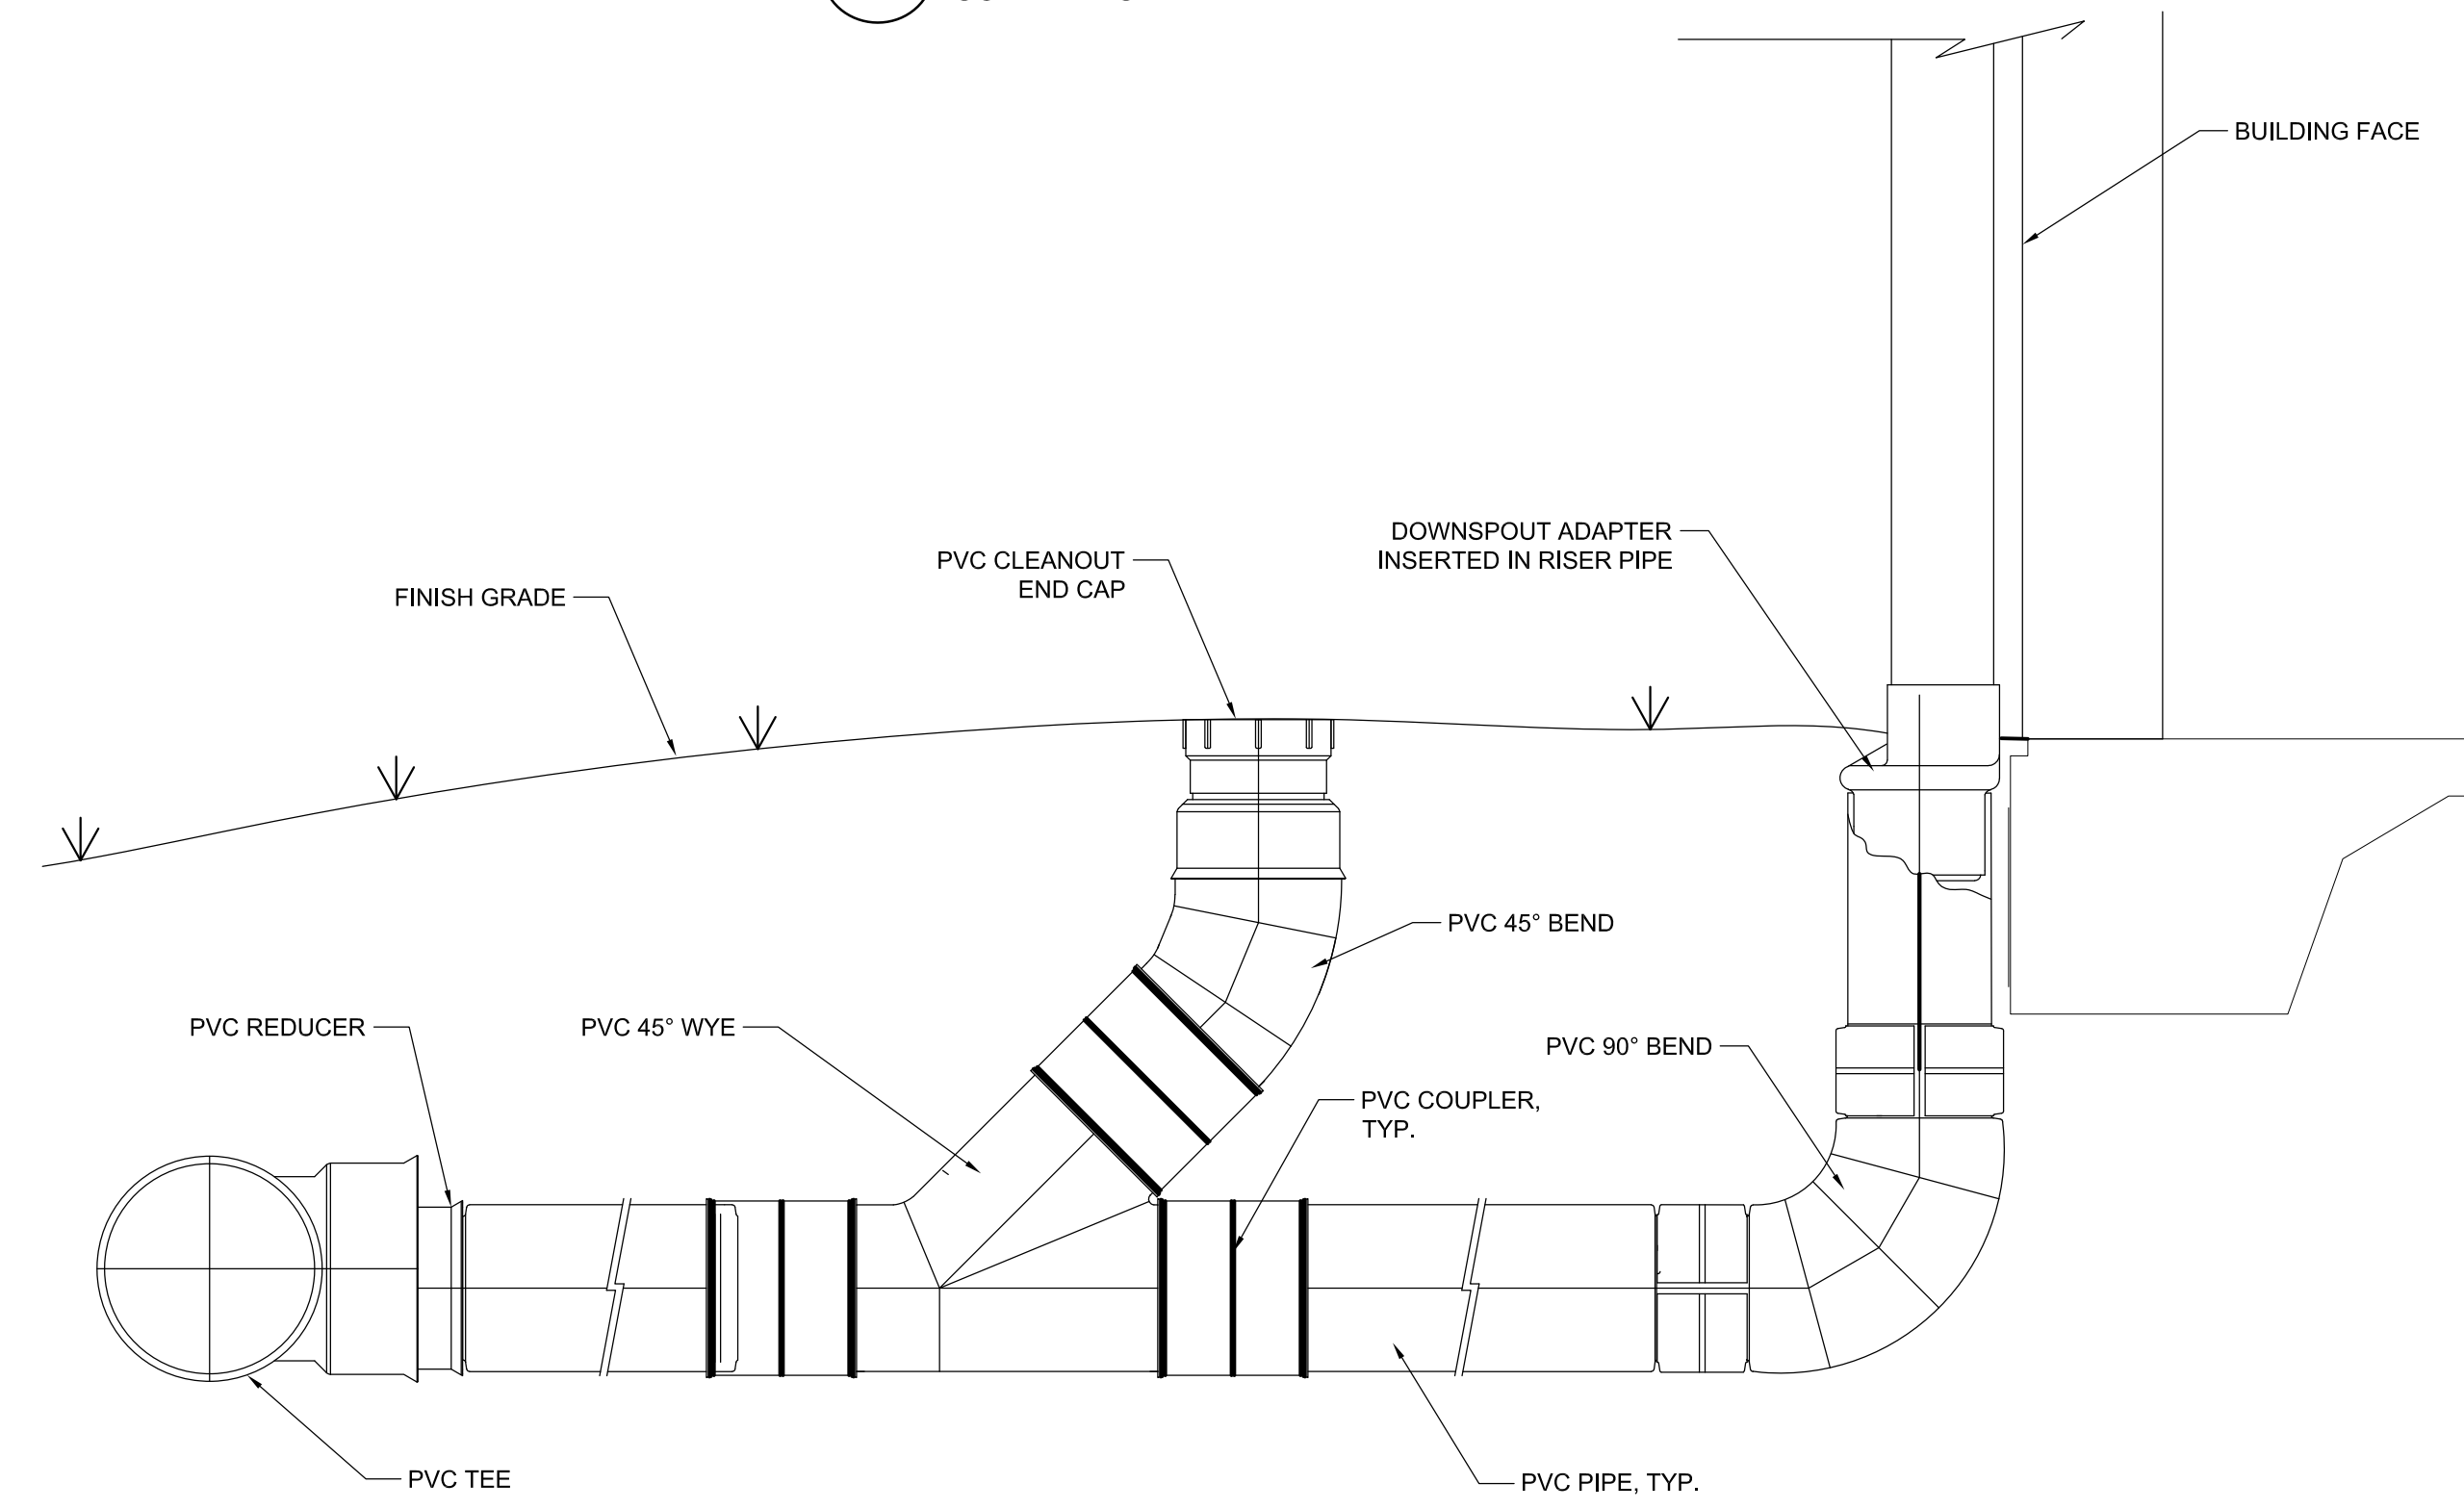 BUILDING FACE
DOWNSPOUT ADAPTER
INSERTED IN RISER PIPE
PVC CLEANOUT
END CAP
FINISH GRADE
PVC 45° BEND
PVC REDUCER
PVC 45° WYE
PVC 90° BEND
PVC COUPLER,
TYP.
PVC TEE
PVC PIPE, TYP.